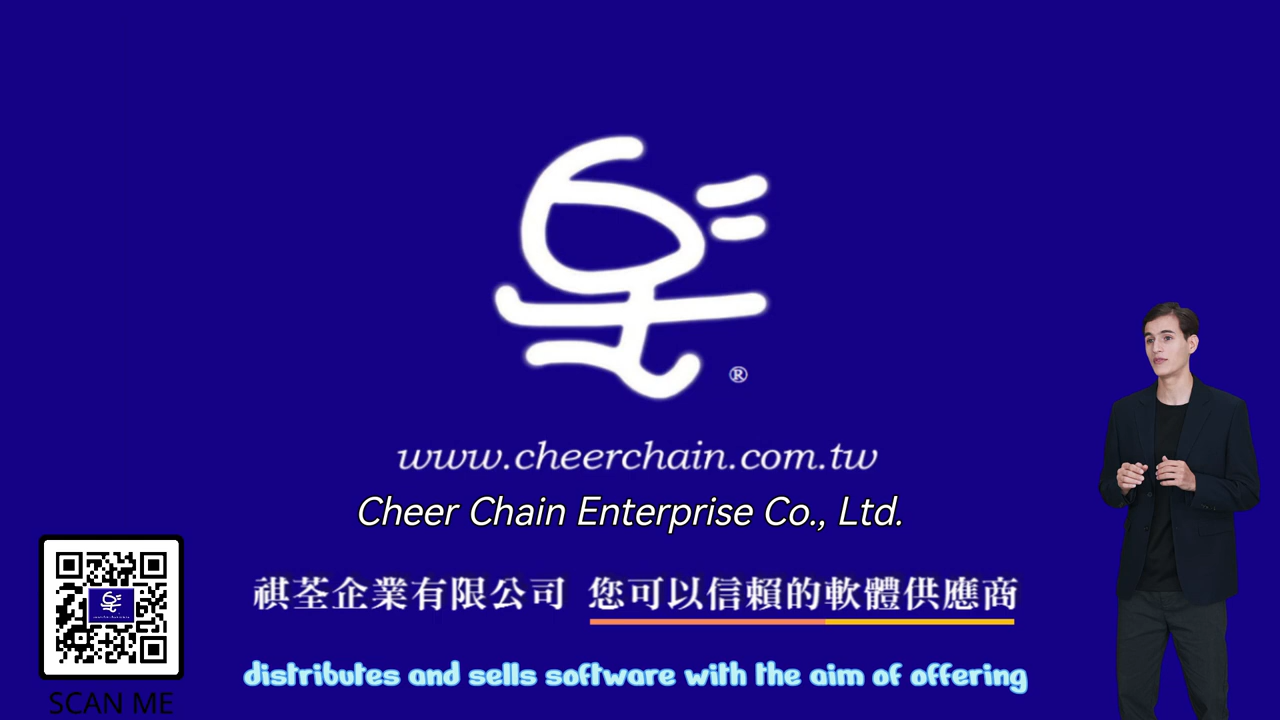 ®
www.cheerchain.com.tw
Cheer Chain Enterprise Co., Ltd.
祺荃企業有限公司 您可以信賴的軟體供應商
distributes and sells software with the aim of offering
SCAN ME